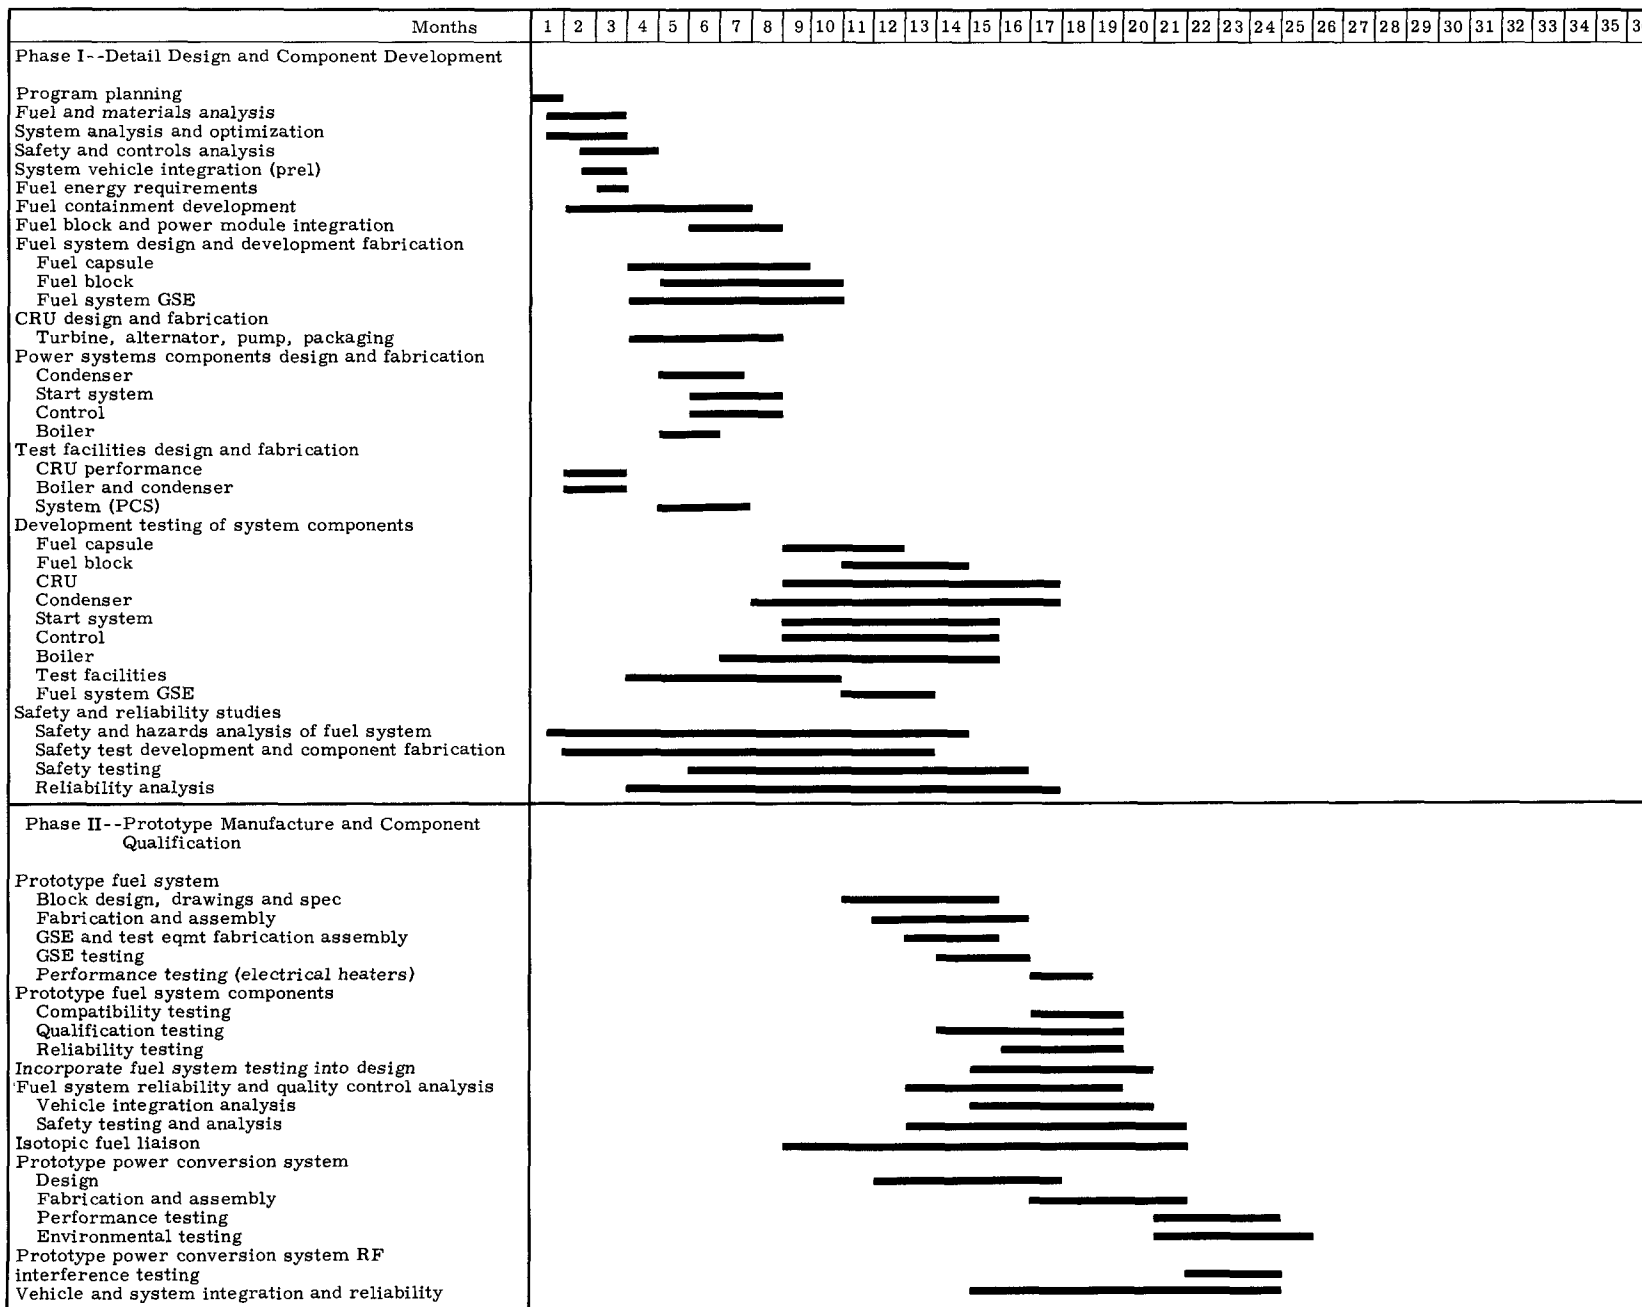 Months 1 2 3 4 5 6 7 8 9 10 11 12 13 14 15 16 17 18 19 20 21 22 23 24 25 26 27 28 29 30 31 32 33 34 35 3
Phase I--Detail Design and Component Development
Program planning
Fuel and materials analysis
System analysis and optimization
Safety and controls analysis
System vehicle integration (prel)
Fuel energy requirements
Fuel containment development
Fuel block and power module integration
Fuel system design and development fabrication
Fuel capsule
Fuel block
Fuel system GSE
CRU design and fabrication
Turbine, alternator, pump, packaging
Power systems components design and fabrication
Condenser
Start system
Control
Boiler
Test facilities design and fabrication
CRU performance
Boiler and condenser
System (PCS)
Development testing of system components
Fuel capsule
Fuel block
CRU
Condenser
Start system
Control
Boiler
Test facilities
Fuel system GSE
Safety and reliability studies
Safety and hazards analysis of fuel system
Safety test development and component fabrication
Safety testing
Reliability analysis
Phase II--Prototype Manufacture and Component
Qualification
Prototype fuel system
Block design, drawings and spec
Fabrication and assembly
GSE and test eqmt fabrication assembly
GSE testing
Performance testing (electrical heaters)
Prototype fuel system components
Compatibility testing
Qualification testing
Reliability testing
Incorporate fuel system testing into design
Fuel system reliability and quality control analysis
Vehicle integration analysis
Safety testing and analysis
Isotopic fuel liaison
Prototype power conversion system
Design
Fabrication and assembly
Performance testing
Environmental testing
Prototype power conversion system RF
interference testing
Vehicle and system integration and reliability